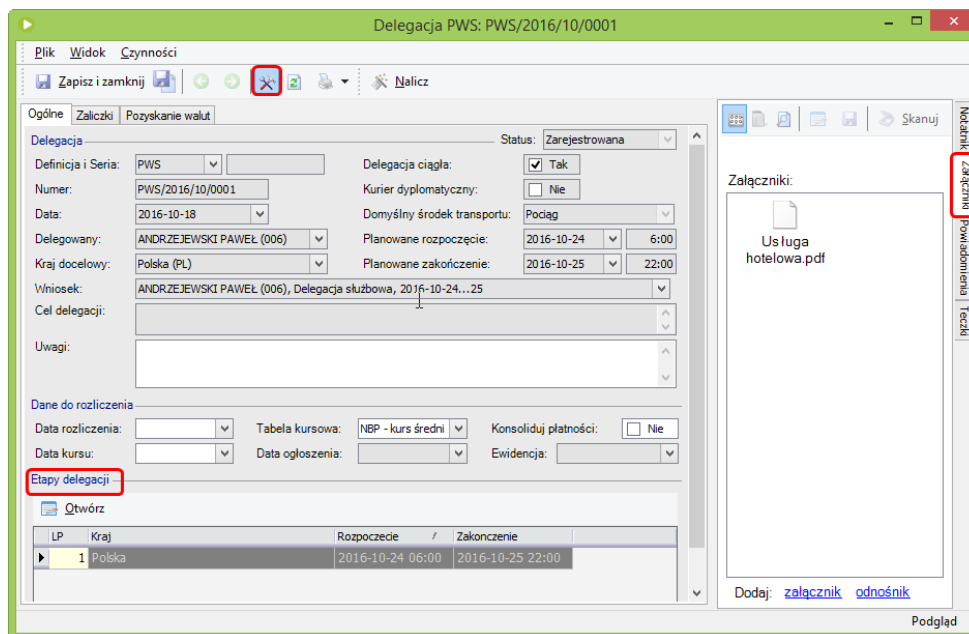 Delegacja PWS: PWS/2016/10/0001
Plik Widok Czynności
Zapisz i zamknij Nalicz
Ogólne Zaliczki Pozyskanie walut
Delegacja Status: Zarejestrowana
Definicja i Seria: PWS Delegacja ciągła: Tak
Numer: PWS/2016/10/0001 Kurier dyplomatyczny: Nie
Data: 2016-10-18 Domyślny środek transportu: Pociąg
Delegowany: ANDRZEJEWSKI PAWEŁ (006) Planowane rozpoczęcie: 2016-10-24 6:00
Kraj docelowy: Polska (PL) Planowane zakończenie: 2016-10-25 22:00
Wniosek: ANDRZEJEWSKI PAWEŁ (006), Delegacja służbowa, 2016-10-24...25
Cel delegacji:
Uwagi:
Dane do rozliczenia
Data rozliczenia: Tabela kursowa: NBP - kurs średni Konsoliduj płatności: Nie
Data kursu: Data ogłoszenia: Ewidencja:
Etapy delegacji
Otwórz
LP Kraj Rozpoczecie Zakonczenie
1 Polska 2016-10-24 06:00 2016-10-25 22:00
Skanuj
Załączniki:
Usługa
hotelowa.pdf
Dodaj: załącznik odnośnik
Notatnik
Załączniki
Powiadomienia
Teczki
Podgląd